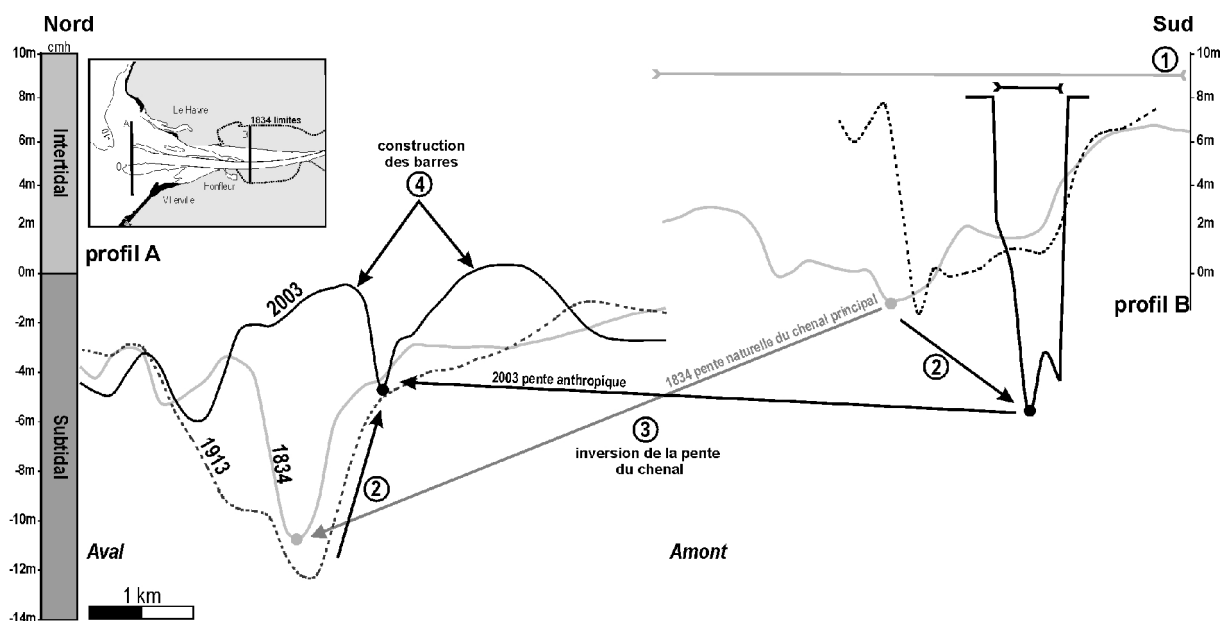 Nord
Sud
10m
cmh
8m
6m
4m
2m
0m
-2m
-4m
-6m
-8m
-10m
-12m
-14m
Intertidal
Subtidal
Le Havre
1834 limites
Honfleur
A
profil A
construction
des barres
4
2003
1913
1834
2
2003 pente anthropique
1834 pente naturelle du chenal principal
3
inversion de la pente
du chenal
2
1
10m
8m
6m
4m
2m
0m
profil B
Aval
Amont
1 km